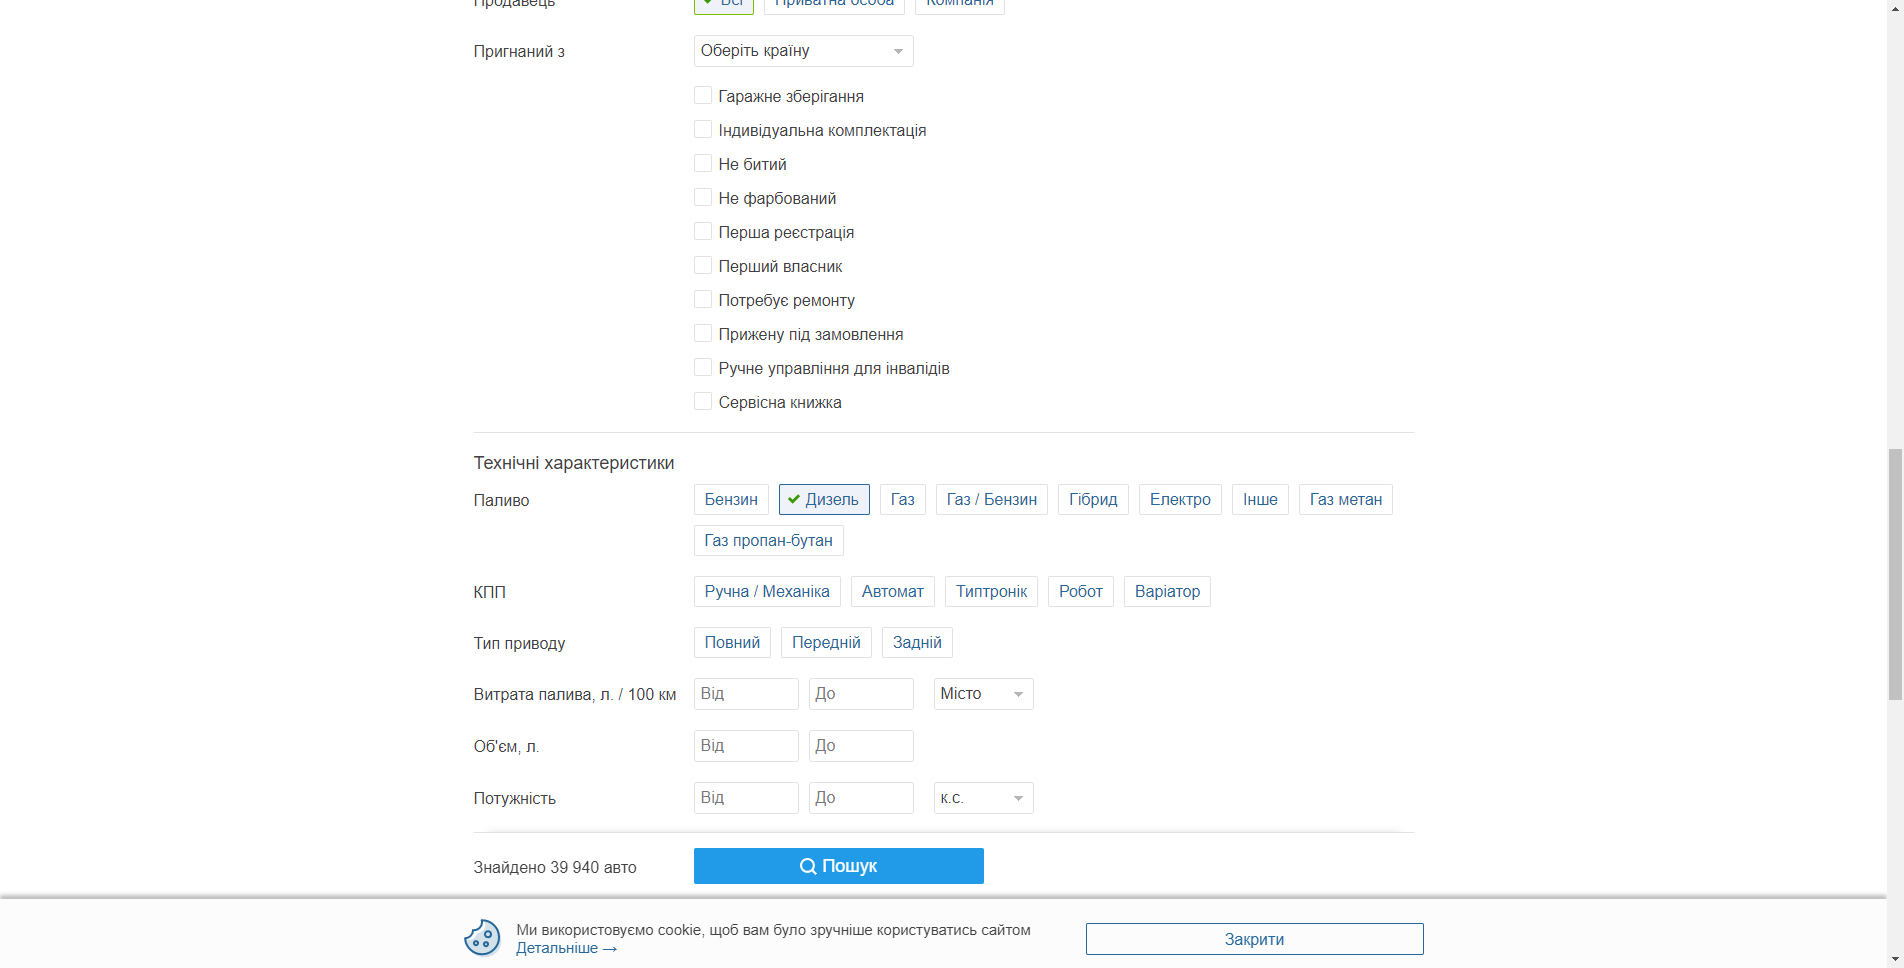 Продавець
Всі Приватна особа Компанія
Пригнаний з
Оберіть країну
Гаражне зберігання
Індивідуальна комплектація
Не битий
Не фарбований
Перша реєстрація
Перший власник
Потребує ремонту
Прижену під замовлення
Ручне управління для інвалідів
Сервісна книжка
Технічні характеристики
Паливо
Бензин Дизель Газ Газ / Бензин Гібрид Електро Інше Газ метан
Газ пропан-бутан
КПП
Ручна / Механіка Автомат Типтронік Робот Варіатор
Тип приводу
Повний Передній Задній
Витрата палива, л. / 100 км
Від До Місто
Об'єм, л.
Від До
Потужність
Від До к.с.
Знайдено 39 940 авто
Пошук
Ми використовуємо cookie, щоб вам було зручніше користуватись сайтом
Детальніше →
Закрити